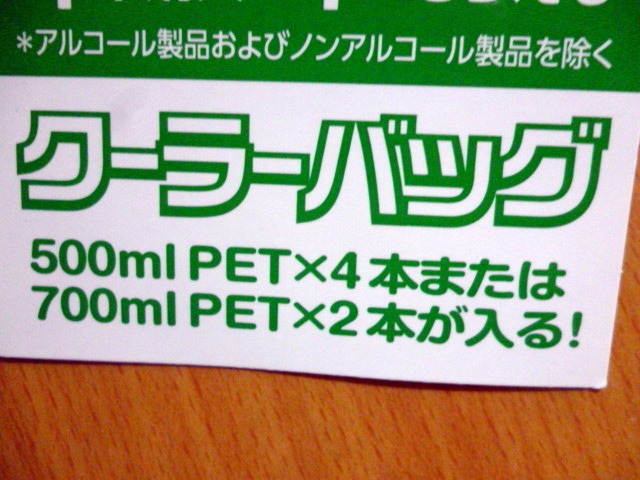 *アルコール製品およびノンアルコール製品を除く
クーラーバッグ
500ml PET×4本または
700ml PET×2本が入る!